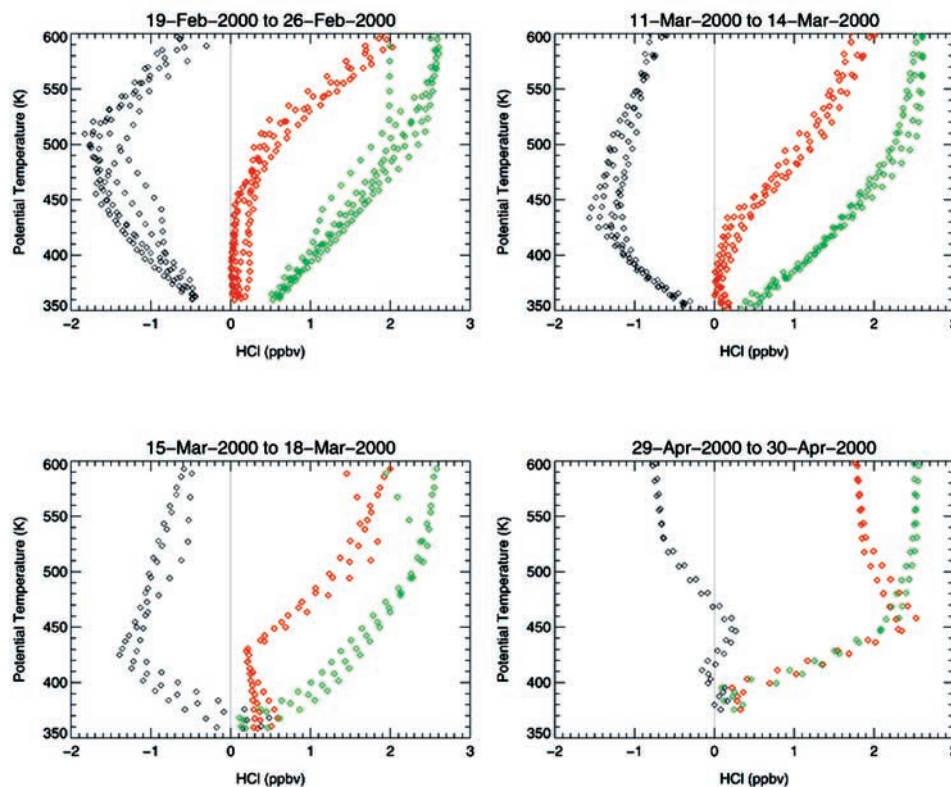 19-Feb-2000 to 26-Feb-2000
600
550
500
450
400
350
Potential Temperature (K)
-2 -1 0 1 2 3
HCl (ppbv)
11-Mar-2000 to 14-Mar-2000
600
550
500
450
400
350
Potential Temperature (K)
-2 -1 0 1 2 3
HCl (ppbv)
15-Mar-2000 to 18-Mar-2000
600
550
500
450
400
350
Potential Temperature (K)
-2 -1 0 1 2 3
HCl (ppbv)
29-Apr-2000 to 30-Apr-2000
600
550
500
450
400
350
Potential Temperature (K)
-2 -1 0 1 2 3
HCl (ppbv)